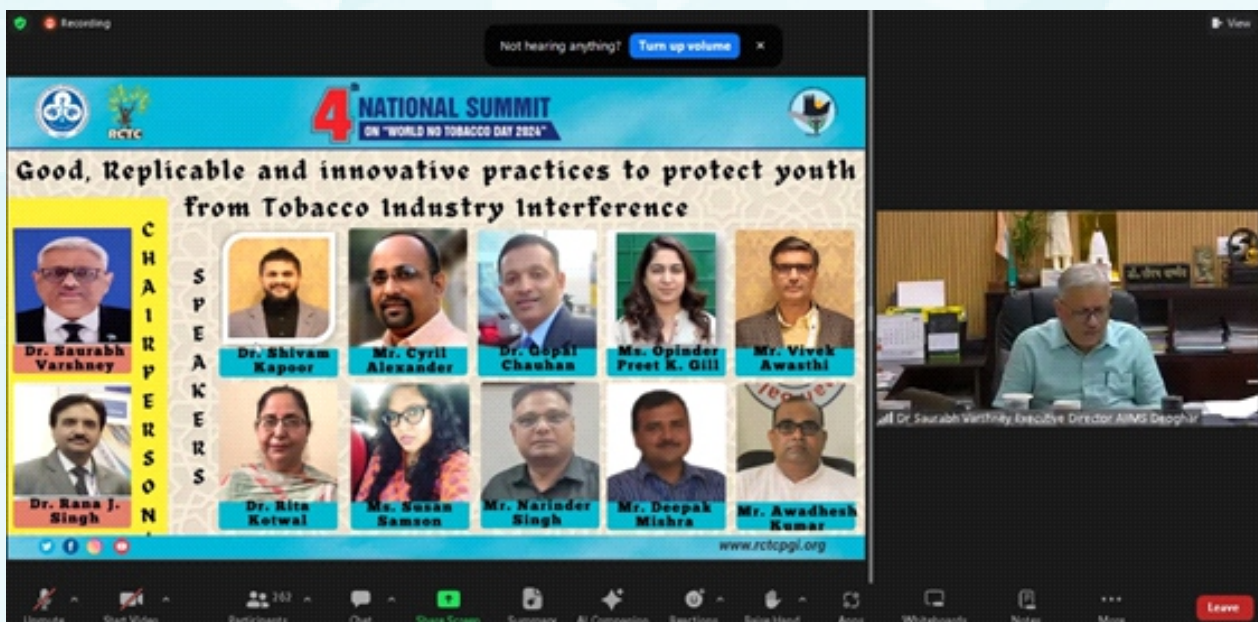 Recording
View
Not hearing anything? Turn up volume ×
RCTC
4th NATIONAL SUMMIT
ON "WORLD NO TOBACCO DAY 2024"
Good, Replicable and innovative practices to protect youth
from Tobacco Industry Interference
CHAIRPERSON
Dr. Saurabh
Varshney
Dr. Rana J.
Singh
SPEAKERS
Dr. Shivam
Kapoor
Mr. Cyril
Alexander
Dr. Gopal
Chauhan
Ms. Opinder
Preet K. Gill
Mr. Vivek
Awasthi
Dr. Rita
Kotwal
Ms. Susan
Samson
Mr. Narinder
Singh
Mr. Deepak
Mishra
Mr. Awadhesh
Kumar
www.rctcpgi.org
Dr Saurabh Varshney Executive Director AIIMS Deoghar
Unmute Start Video Participants 262 Chat Share Screen Summary AI Companion Reactions Raise Hand Apps Whiteboards Notes More Leave